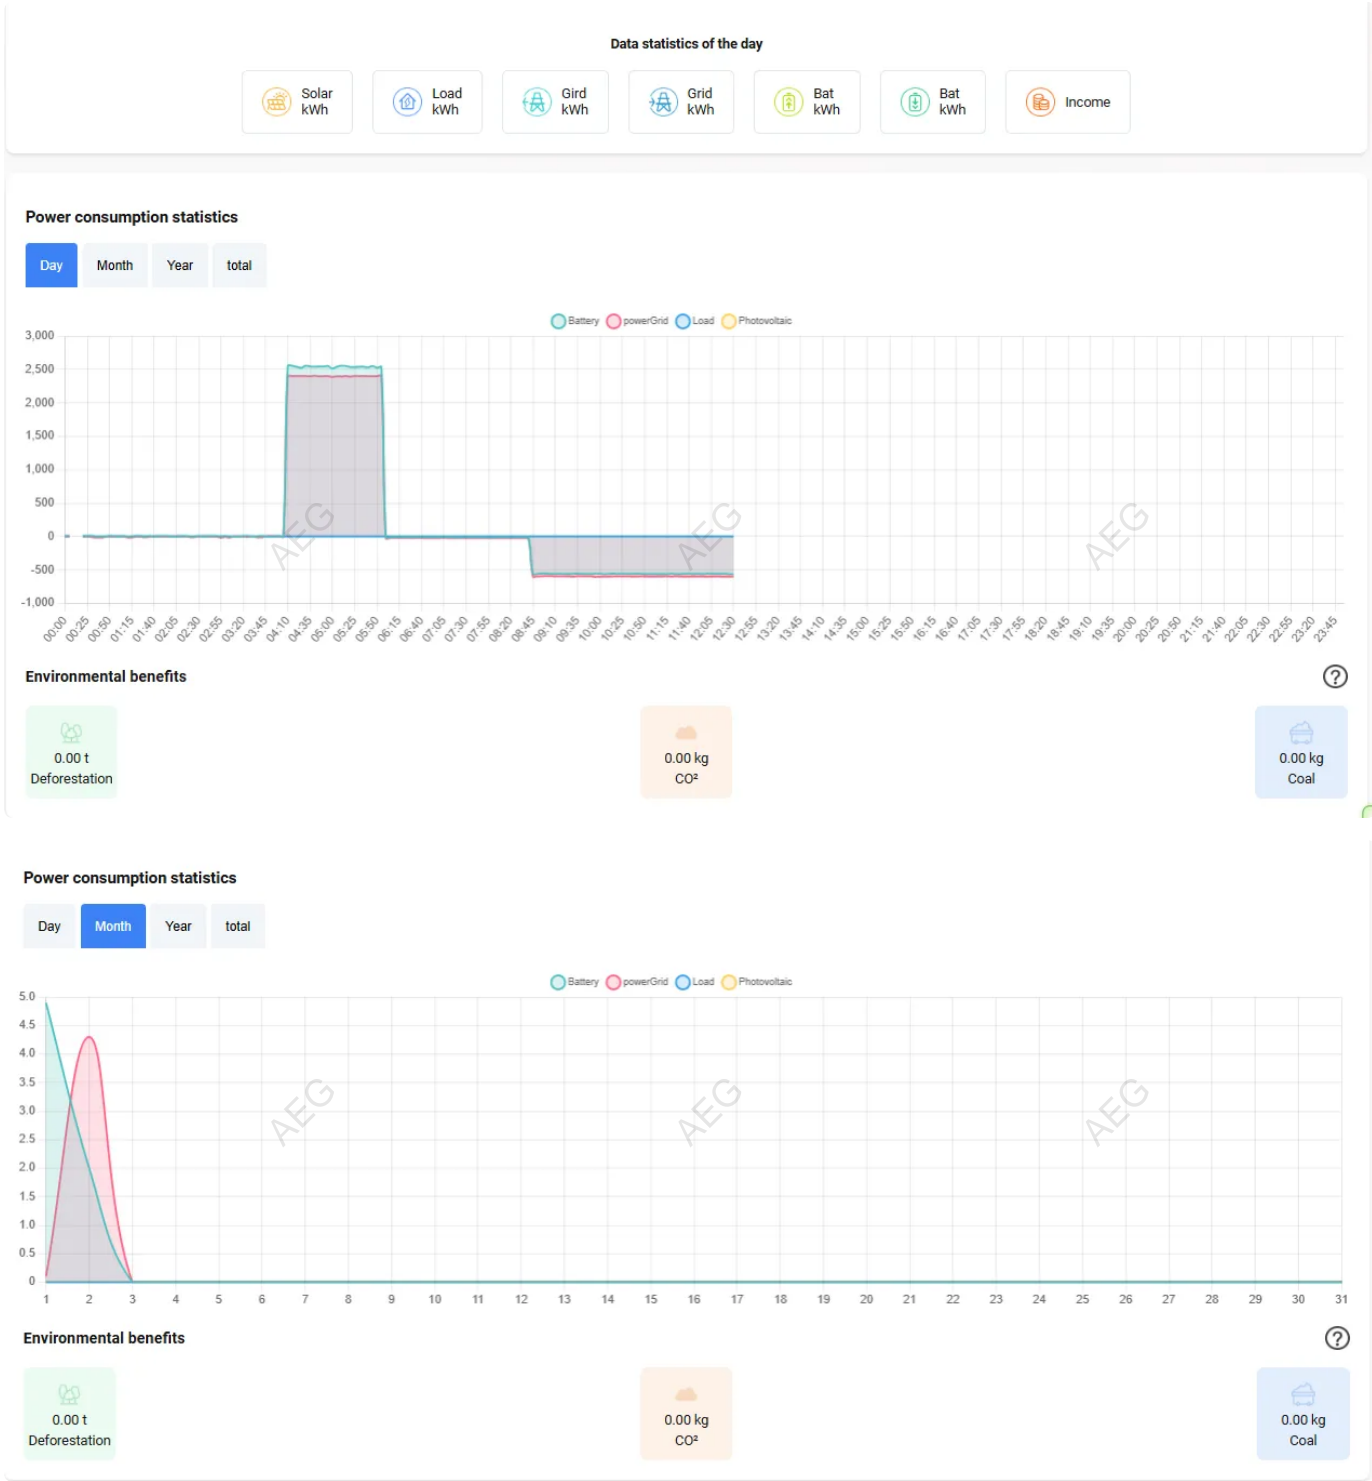 Data statistics of the day
Solar
kWh
Load
kWh
Gird
kWh
Grid
kWh
Bat
kWh
Bat
kWh
Income
Power consumption statistics
Day Month Year total
Battery powerGrid Load Photovoltaic
3,000
2,500
2,000
1,500
1,000
500
0
-500
-1,000
AEG AEG AEG
00:00 00:25 00:50 01:15 01:40 02:05 02:30 02:55 03:20 03:45 04:10 04:35 05:00 05:25 05:50 06:15 06:40 07:05 07:30 07:55 08:20 08:45 09:10 09:35 10:00 10:25 10:50 11:15 11:40 12:05 12:30 12:55 13:20 13:45 14:10 14:35 15:00 15:25 15:50 16:15 16:40 17:05 17:30 17:55 18:20 18:45 19:10 19:35 20:00 20:25 20:50 21:15 21:40 22:05 22:30 22:55 23:20 23:45
Environmental benefits
?
0.00 t
Deforestation
0.00 kg
CO²
0.00 kg
Coal
Power consumption statistics
Day Month Year total
Battery powerGrid Load Photovoltaic
5.0
4.5
4.0
3.5
3.0
2.5
2.0
1.5
1.0
0.5
0
AEG AEG AEG
1 2 3 4 5 6 7 8 9 10 11 12 13 14 15 16 17 18 19 20 21 22 23 24 25 26 27 28 29 30 31
Environmental benefits
?
0.00 t
Deforestation
0.00 kg
CO²
0.00 kg
Coal